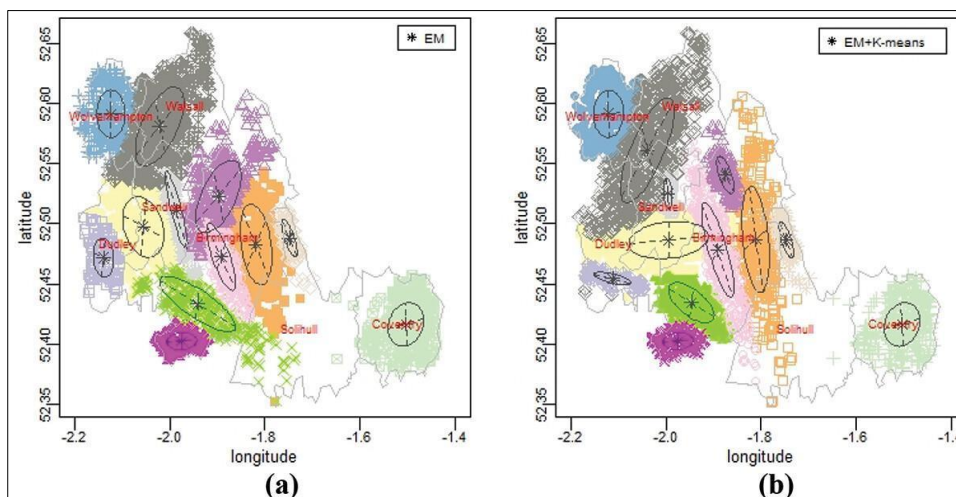 EM
52.65
52.60
52.55
52.50
52.45
52.40
52.35
latitude
Wolverhampton
Walsall
Sandwell
Dudley
Birmingham
Solihull
Coventry
-2.2
-2.0
-1.8
-1.6
-1.4
longitude
(a)
EM+K-means
52.65
52.60
52.55
52.50
52.45
52.40
52.35
latitude
Wolverhampton
Walsall
Sandwell
Dudley
Birmingham
Solihull
Coventry
-2.2
-2.0
-1.8
-1.6
-1.4
longitude
(b)